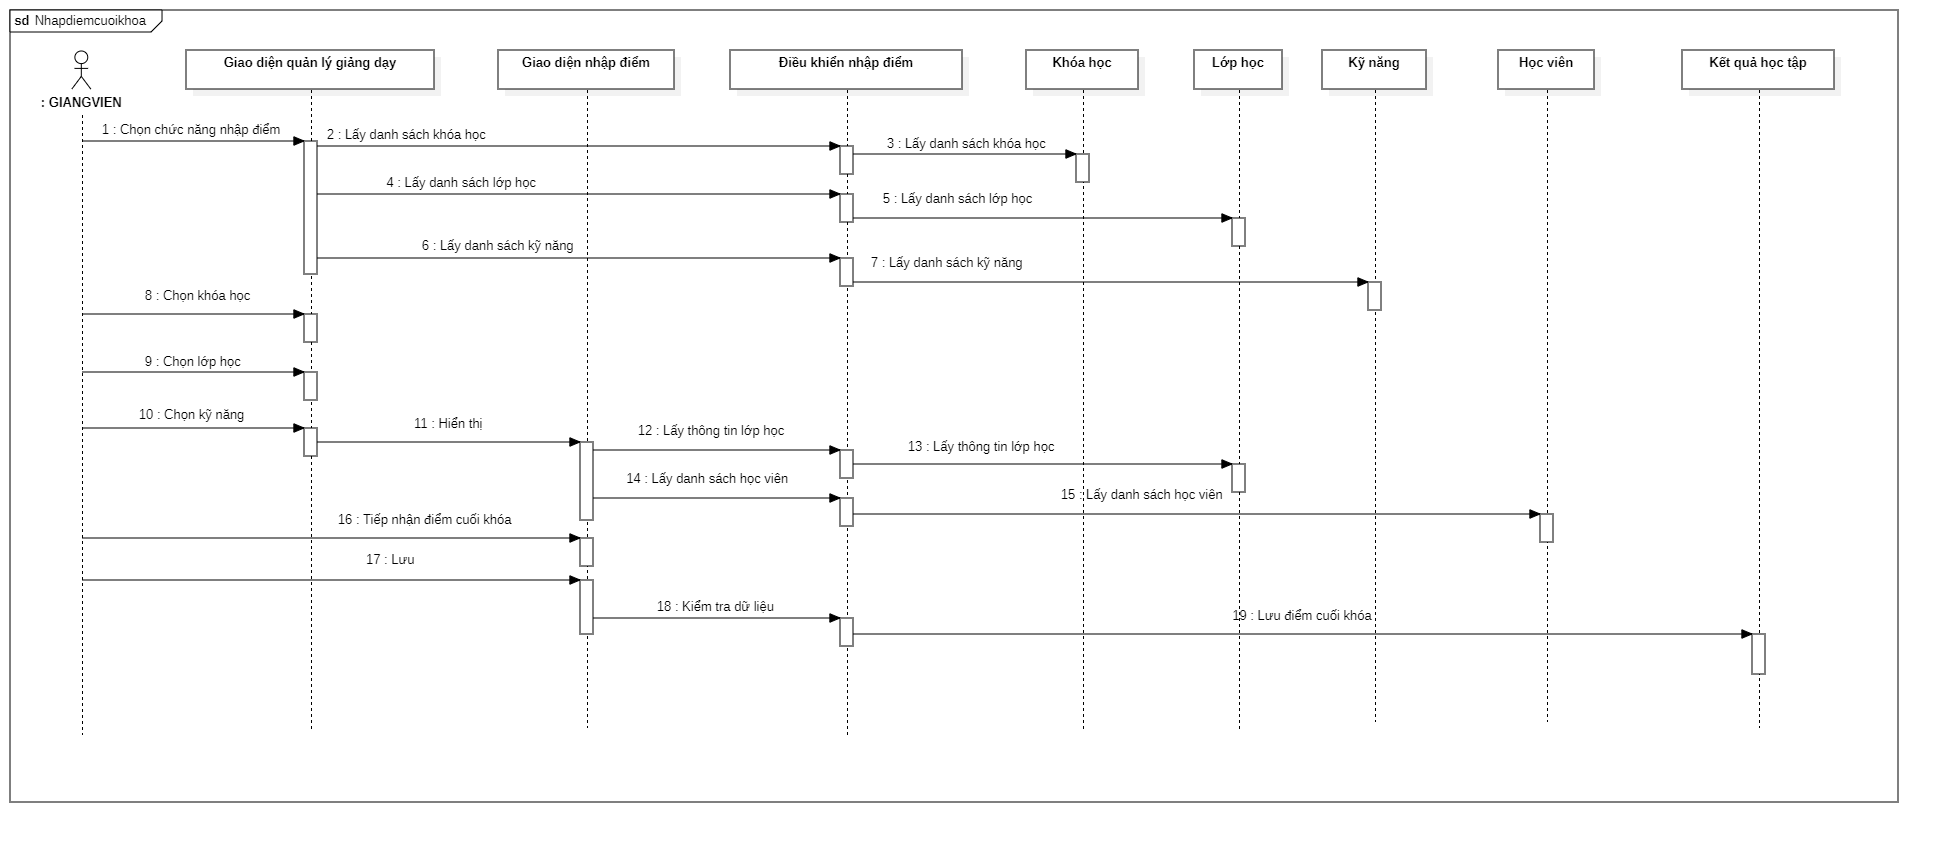 sd Nhapdiemcuoikhoa
: GIANGVIEN
Giao diện quản lý giảng dạy
Giao diện nhập điểm
Điều khiển nhập điểm
Khóa học
Lớp học
Kỹ năng
Học viên
Kết quả học tập
1 : Chọn chức năng nhập điểm
2 : Lấy danh sách khóa học
3 : Lấy danh sách khóa học
4 : Lấy danh sách lớp học
5 : Lấy danh sách lớp học
6 : Lấy danh sách kỹ năng
7 : Lấy danh sách kỹ năng
8 : Chọn khóa học
9 : Chọn lớp học
10 : Chọn kỹ năng
11 : Hiển thị
12 : Lấy thông tin lớp học
13 : Lấy thông tin lớp học
14 : Lấy danh sách học viên
15 : Lấy danh sách học viên
16 : Tiếp nhận điểm cuối khóa
17 : Lưu
18 : Kiểm tra dữ liệu
19 : Lưu điểm cuối khóa